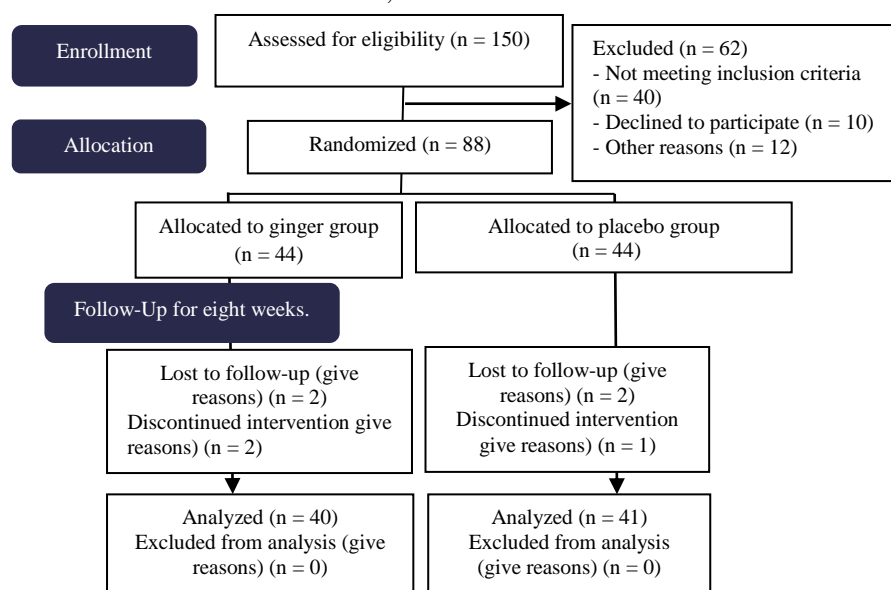 Enrollment
Assessed for eligibility (n = 150)
Excluded (n = 62)
- Not meeting inclusion criteria
(n = 40)
- Declined to participate (n = 10)
- Other reasons (n = 12)
Allocation
Randomized (n = 88)
Allocated to ginger group
(n = 44)
Allocated to placebo group
(n = 44)
Follow-Up for eight weeks.
Lost to follow-up (give
reasons) (n = 2)
Discontinued intervention give
reasons) (n = 2)
Lost to follow-up (give
reasons) (n = 2)
Discontinued intervention
give reasons) (n = 1)
Analyzed (n = 40)
Excluded from analysis (give
reasons) (n = 0)
Analyzed (n = 41)
Excluded from analysis
(give reasons) (n = 0)